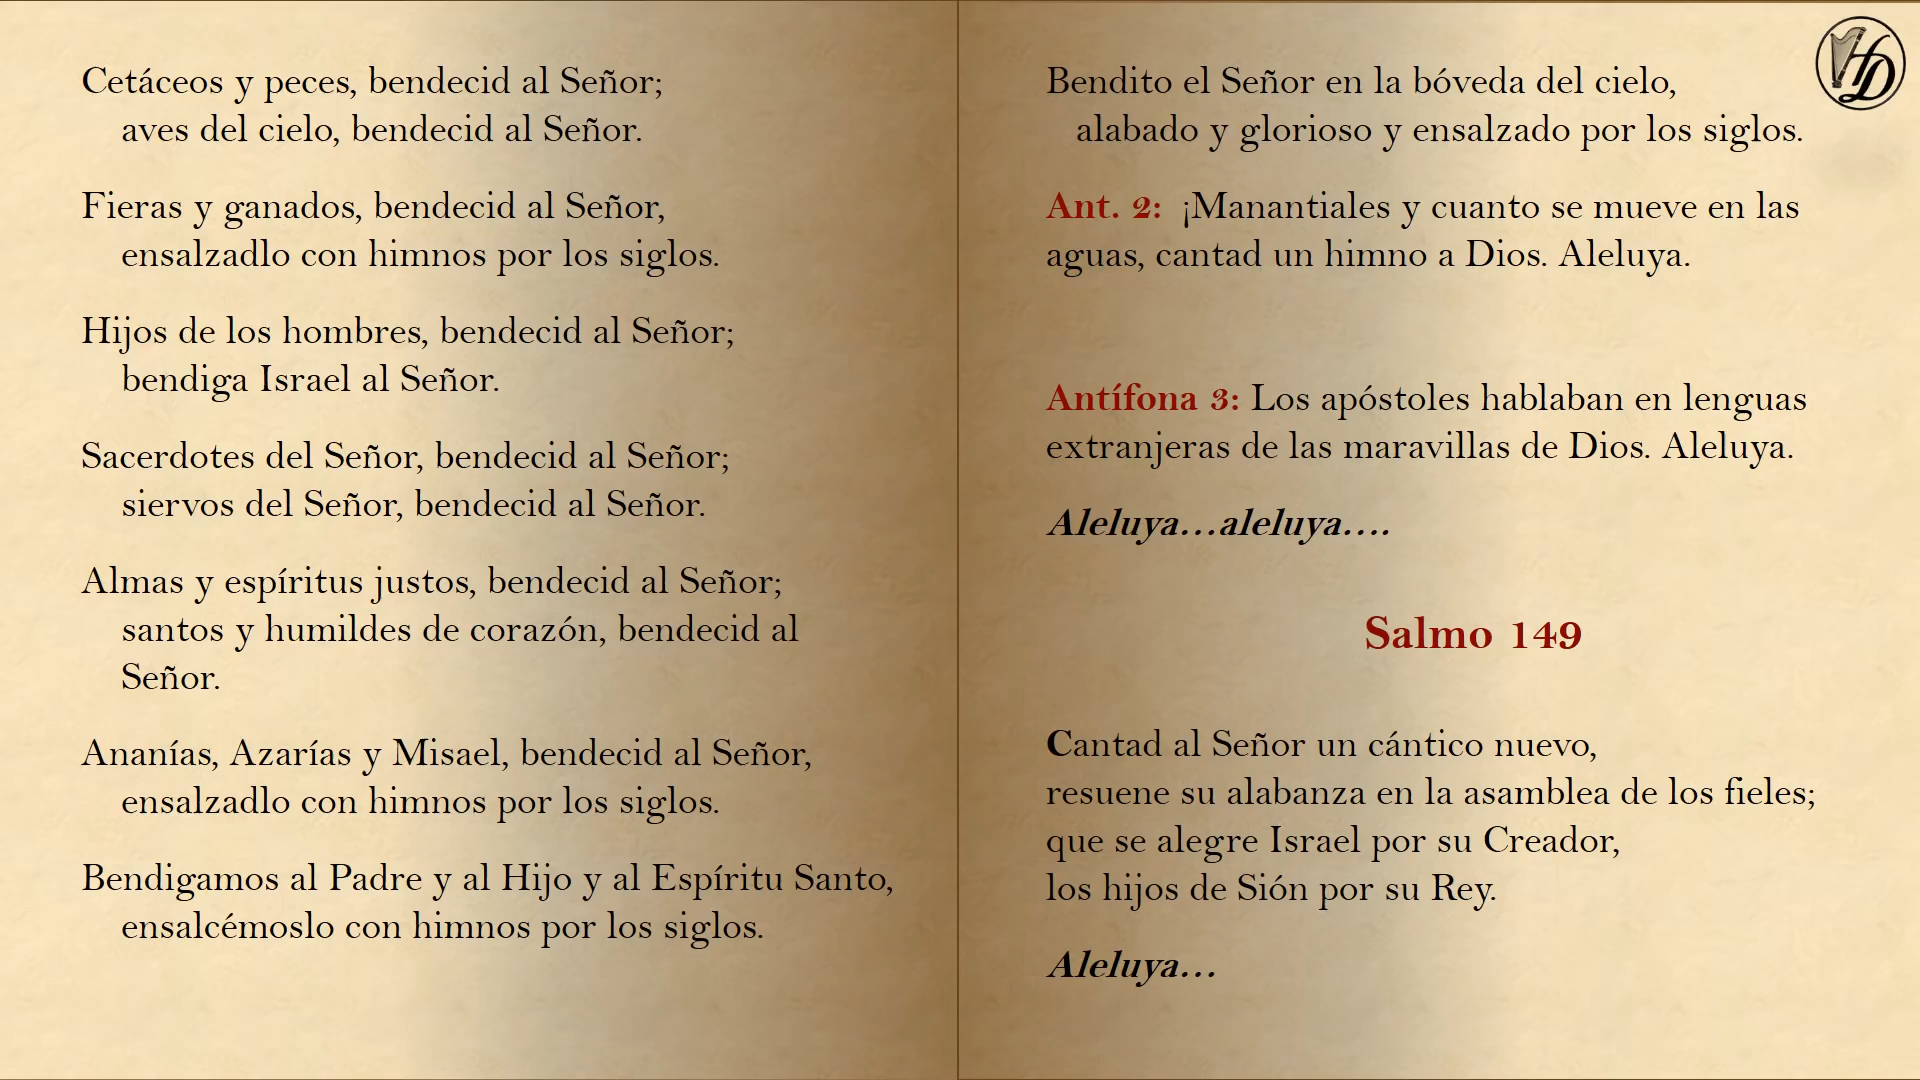 Cetáceos y peces, bendecid al Señor;
aves del cielo, bendecid al Señor.
Fieras y ganados, bendecid al Señor,
ensalzadlo con himnos por los siglos.
Hijos de los hombres, bendecid al Señor;
bendiga Israel al Señor.
Sacerdotes del Señor, bendecid al Señor;
siervos del Señor, bendecid al Señor.
Almas y espíritus justos, bendecid al Señor;
santos y humildes de corazón, bendecid al
Señor.
Ananías, Azarías y Misael, bendecid al Señor,
ensalzadlo con himnos por los siglos.
Bendigamos al Padre y al Hijo y al Espíritu Santo,
ensalcémoslo con himnos por los siglos.
HD
Bendito el Señor en la bóveda del cielo,
alabado y glorioso y ensalzado por los siglos.
Ant. 2: ¡Manantiales y cuanto se mueve en las
aguas, cantad un himno a Dios. Aleluya.
Antífona 3: Los apóstoles hablaban en lenguas
extranjeras de las maravillas de Dios. Aleluya.
Aleluya…aleluya….
Salmo 149
Cantad al Señor un cántico nuevo,
resuene su alabanza en la asamblea de los fieles;
que se alegre Israel por su Creador,
los hijos de Sión por su Rey.
Aleluya…